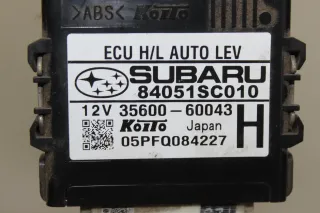 >ABS< KOITO
ECU H/L AUTO LEV
SUBARU
84051SC010
12V 35600-60043
KOITO Japan H
05PFQ084227